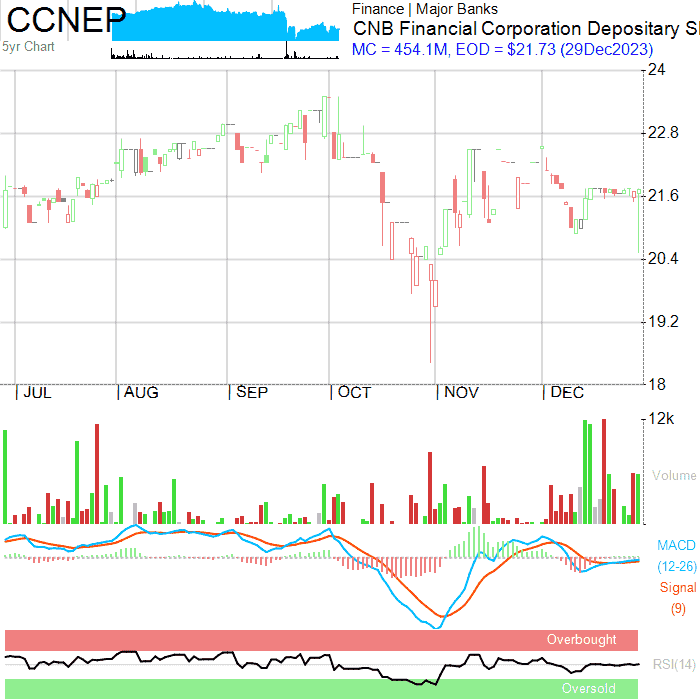 CCNEP
5yr Chart
Finance | Major Banks
CNB Financial Corporation Depositary S
MC = 454.1M, EOD = $21.73 (29Dec2023)
24
22.8
21.6
20.4
19.2
18
| JUL | AUG | SEP | OCT | NOV | DEC
12k
Volume
MACD
(12-26)
Signal
(9)
Overbought
RSI(14)
Oversold